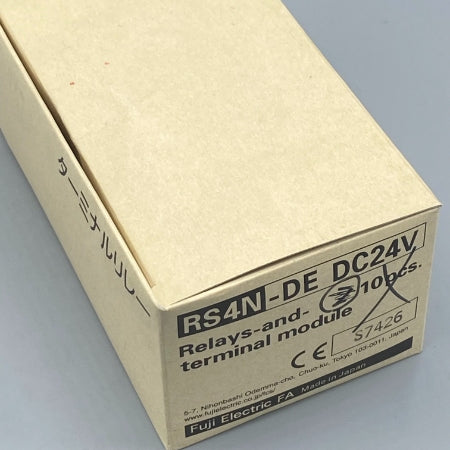 ターミナルリレー
RS4N-DE DC24V
Relays-and-
terminal module
10pcs.
CE
S7426
5-7, Nihonbashi Odemma-cho, Chuo-ku, Tokyo 103-0011, Japan
www.fujielectric.co.jp/fcs/
Fuji Electric FA Made in Japan